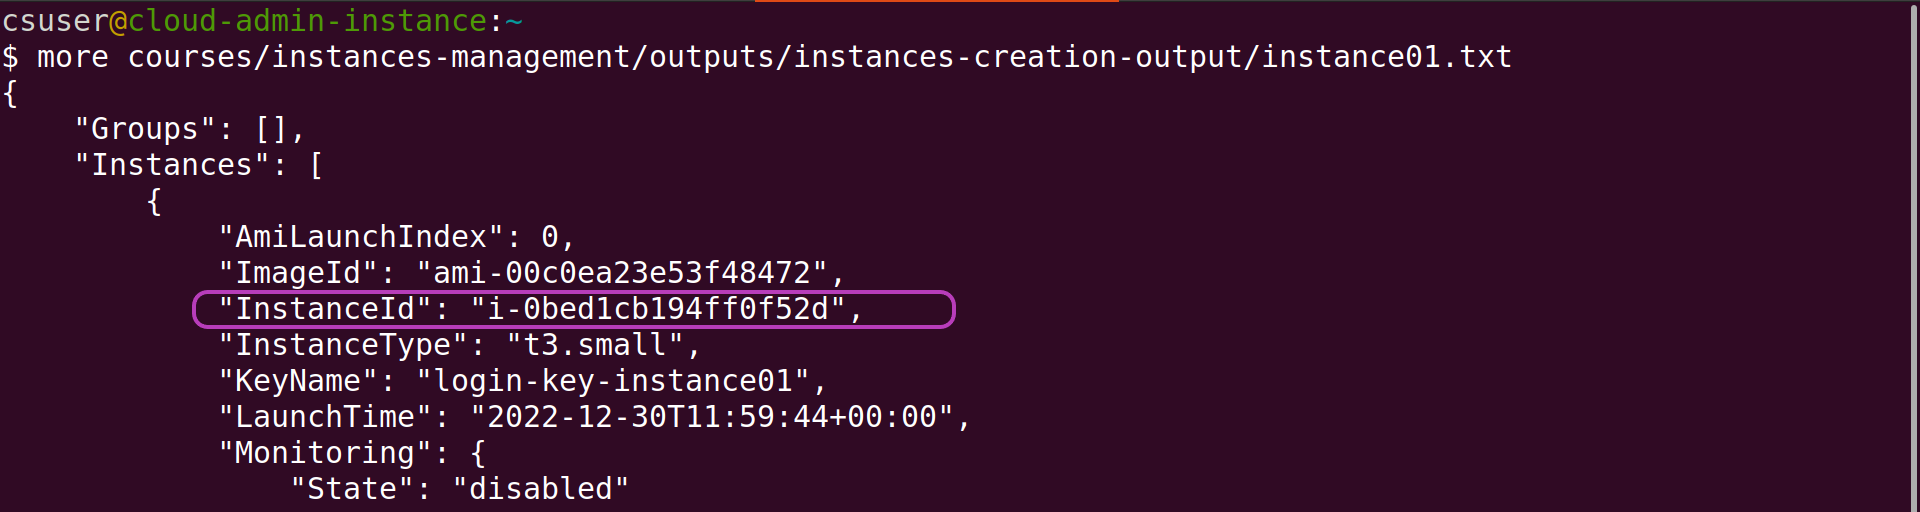 csuser@cloud-admin-instance:~
$ more courses/instances-management/outputs/instances-creation-output/instance01.txt
{
    "Groups": [],
    "Instances": [
        {
            "AmiLaunchIndex": 0,
            "ImageId": "ami-00c0ea23e53f48472",
            "InstanceId": "i-0bed1cb194ff0f52d",
            "InstanceType": "t3.small",
            "KeyName": "login-key-instance01",
            "LaunchTime": "2022-12-30T11:59:44+00:00",
            "Monitoring": {
                "State": "disabled"